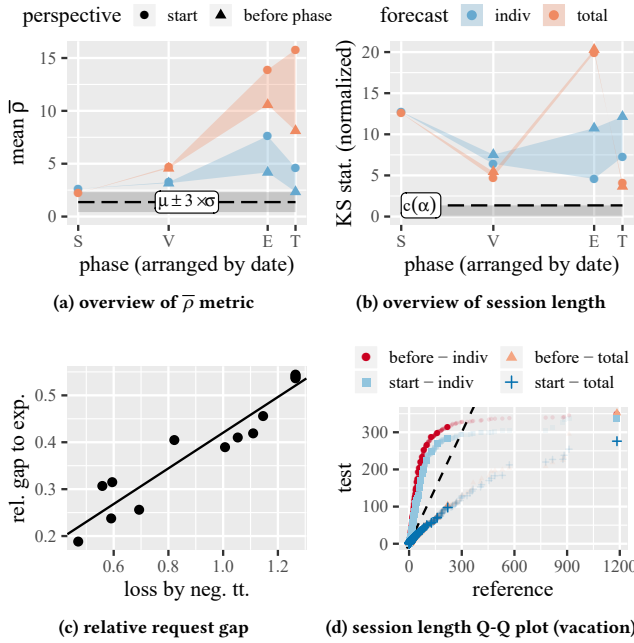 perspective ● start ▲ before phase
forecast indiv total
mean ρ̅
15
10
5
0
μ ± 3 × σ
S V E T
phase (arranged by date)
(a) overview of ρ̅ metric
KS stat. (normalized)
20
15
10
5
0
c(α)
S V E T
phase (arranged by date)
(b) overview of session length
rel. gap to exp.
0.5
0.4
0.3
0.2
0.6 0.8 1.0 1.2
loss by neg. tt.
(c) relative request gap
before − indiv before − total
start − indiv start − total
test
300
200
100
0
0 300 600 900 1200
reference
(d) session length Q-Q plot (vacation)